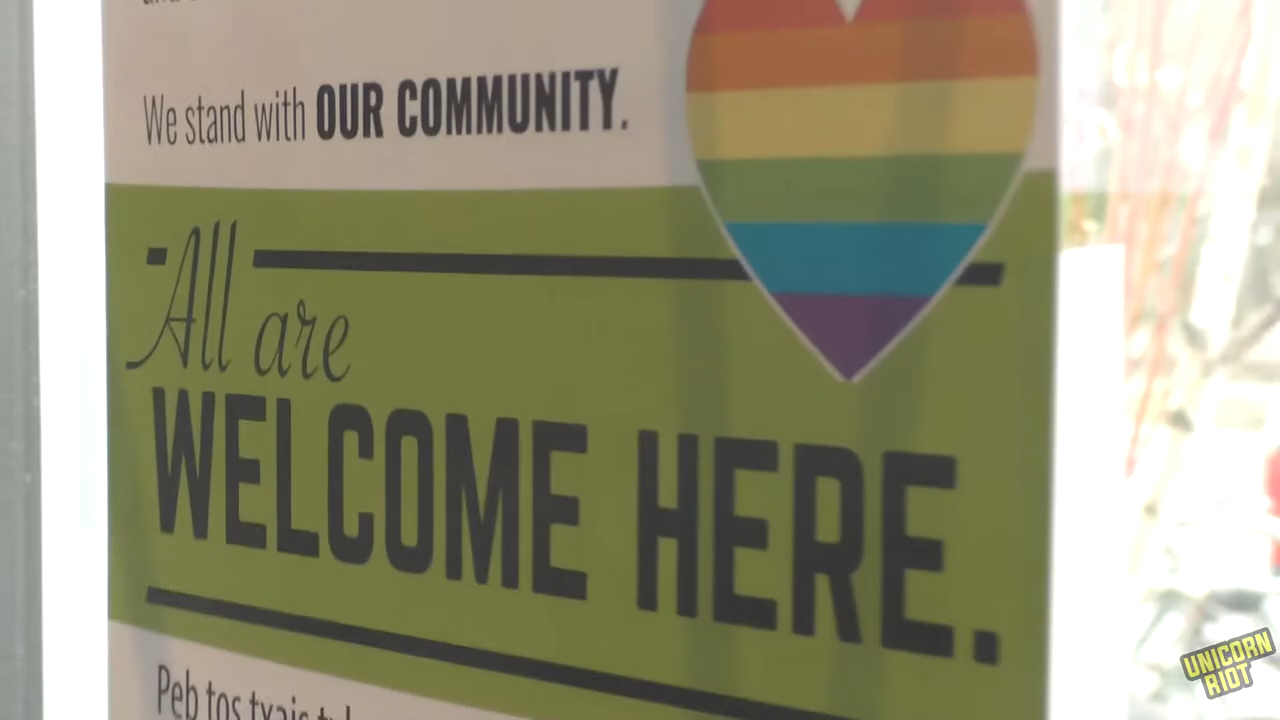 We stand with OUR COMMUNITY.
All are
WELCOME HERE.
Peb tos txais
UNICORN
RIOT